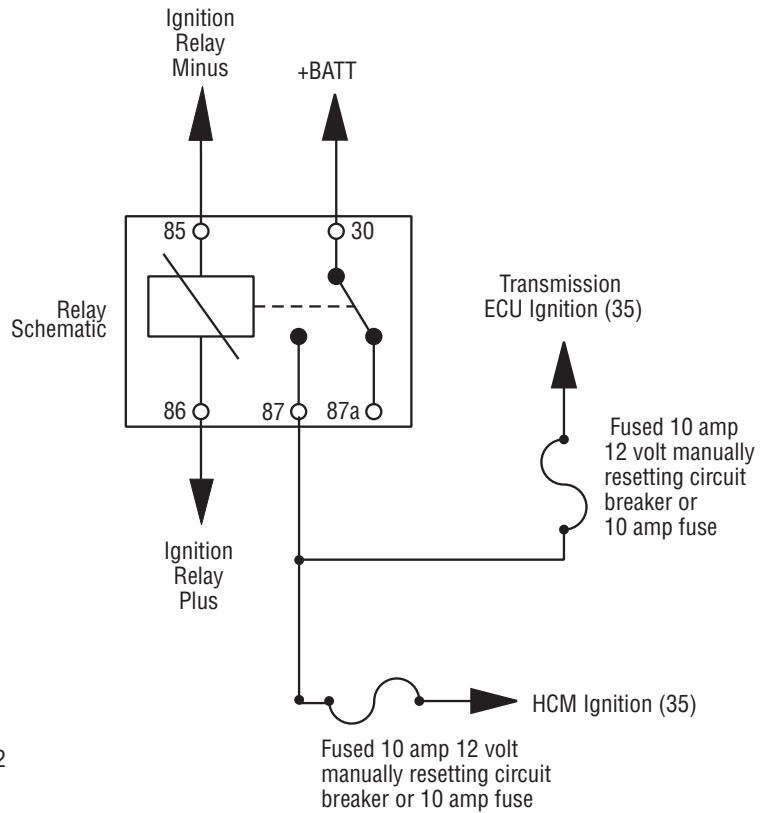 Ignition
Relay
Minus
+BATT
85
30
Relay
Schematic
86
87
87a
Ignition
Relay
Plus
Transmission
ECU Ignition (35)
Fused 10 amp
12 volt manually
resetting circuit
breaker or
10 amp fuse
HCM Ignition (35)
Fused 10 amp 12 volt
manually resetting circuit
breaker or 10 amp fuse
2